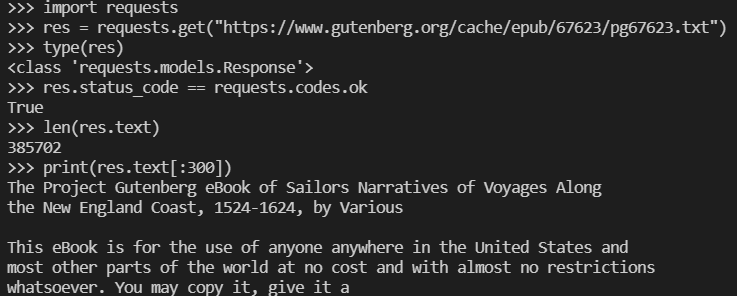 >>> import requests
>>> res = requests.get("https://www.gutenberg.org/cache/epub/67623/pg67623.txt")
>>> type(res)
<class 'requests.models.Response'>
>>> res.status_code == requests.codes.ok
True
>>> len(res.text)
385702
>>> print(res.text[:300])
The Project Gutenberg eBook of Sailors Narratives of Voyages Along
the New England Coast, 1524-1624, by Various

This eBook is for the use of anyone anywhere in the United States and
most other parts of the world at no cost and with almost no restrictions
whatsoever. You may copy it, give it a